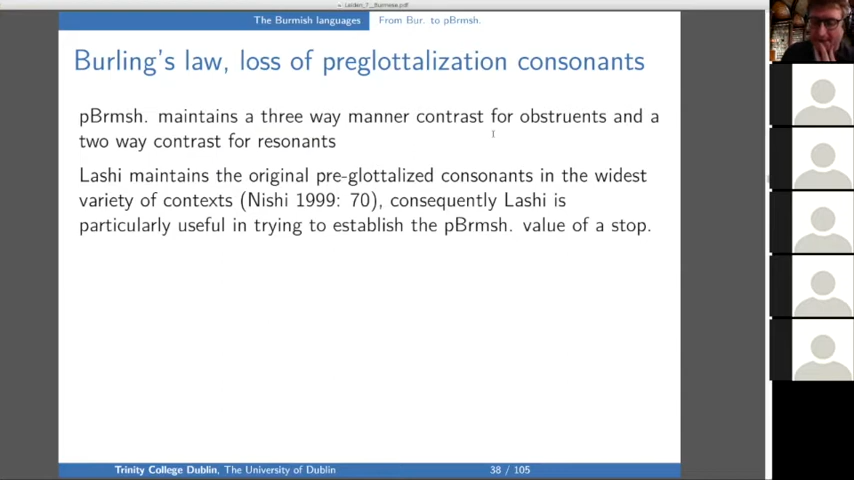 Leiden_7__Burmese.pdf
The Burmish languages From Bur. to pBrmsh.
Burling's law, loss of preglottalization consonants
pBrmsh. maintains a three way manner contrast for obstruents and a
two way contrast for resonants
Lashi maintains the original pre-glottalized consonants in the widest
variety of contexts (Nishi 1999: 70), consequently Lashi is
particularly useful in trying to establish the pBrmsh. value of a stop.
Trinity College Dublin, The University of Dublin 38 / 105